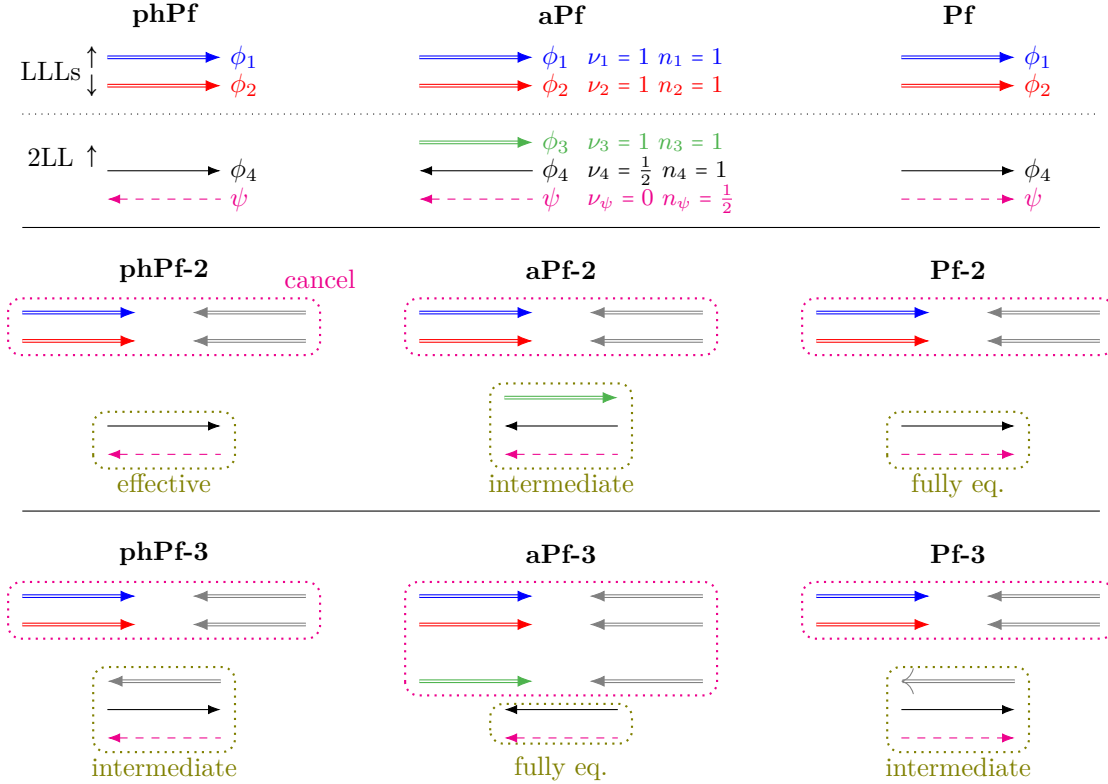 phPf aPf Pf
LLLs ↑ ↓ ϕ₁ ϕ₁ ν₁ = 1 n₁ = 1 ϕ₁
ϕ₂ ϕ₂ ν₂ = 1 n₂ = 1 ϕ₂
ϕ₃ ν₃ = 1 n₃ = 1
2LL ↑ ϕ₄ ϕ₄ ν₄ = ½ n₄ = 1 ϕ₄
ψ ψ ν_ψ = 0 n_ψ = ½ ψ
phPf-2 aPf-2 Pf-2
cancel
effective intermediate fully eq.
phPf-3 aPf-3 Pf-3
intermediate fully eq. intermediate